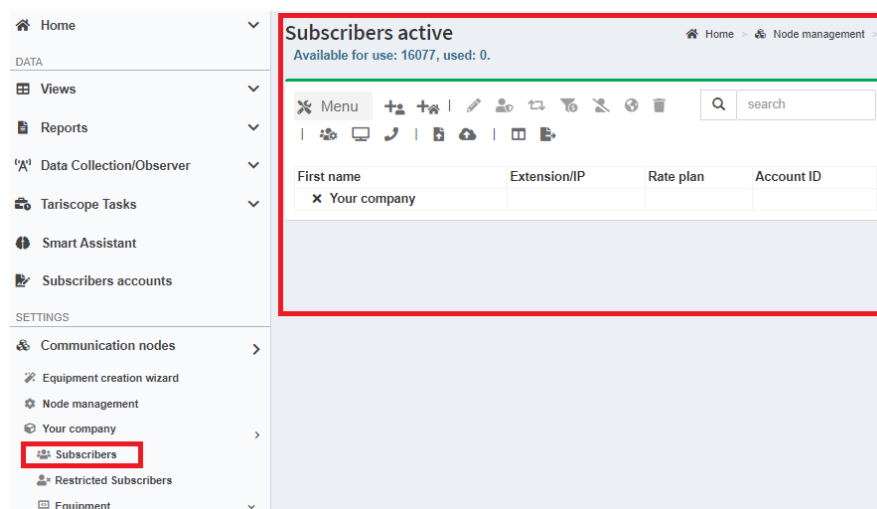 Home
DATA
Views
Reports
Data Collection/Observer
Tariscope Tasks
Smart Assistant
Subscribers accounts
SETTINGS
Communication nodes
Equipment creation wizard
Node management
Your company
Subscribers
Restricted Subscribers
Equipment
Subscribers active
Home > Node management >
Available for use: 16077, used: 0.
Menu
search
First name Extension/IP Rate plan Account ID
Your company